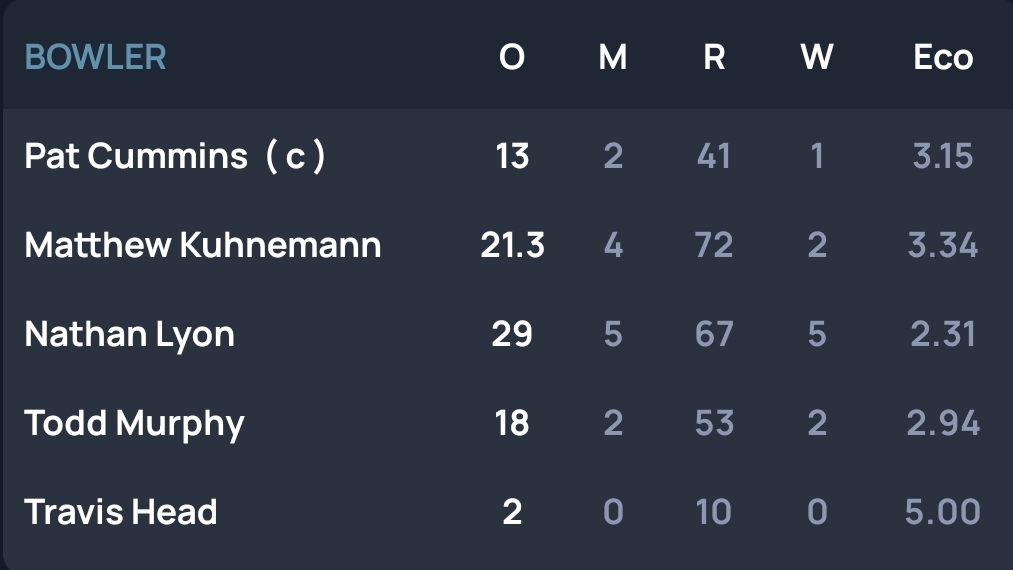 BOWLER O M R W Eco
Pat Cummins ( c ) 13 2 41 1 3.15
Matthew Kuhnemann 21.3 4 72 2 3.34
Nathan Lyon 29 5 67 5 2.31
Todd Murphy 18 2 53 2 2.94
Travis Head 2 0 10 0 5.00